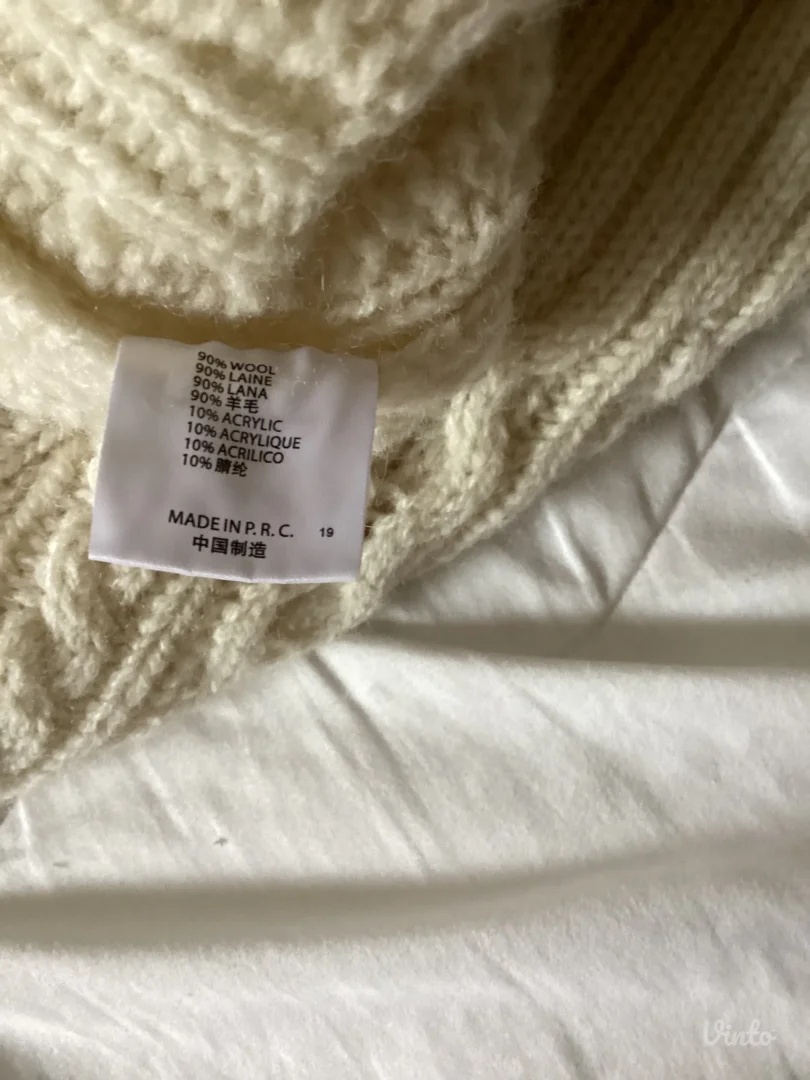 90% WOOL
90% LAINE
90% LANA
90% 羊毛
10% ACRYLIC
10% ACRYLIQUE
10% ACRILICO
10% 腈纶
MADE IN P. R. C. 19
中国制造
Vinto